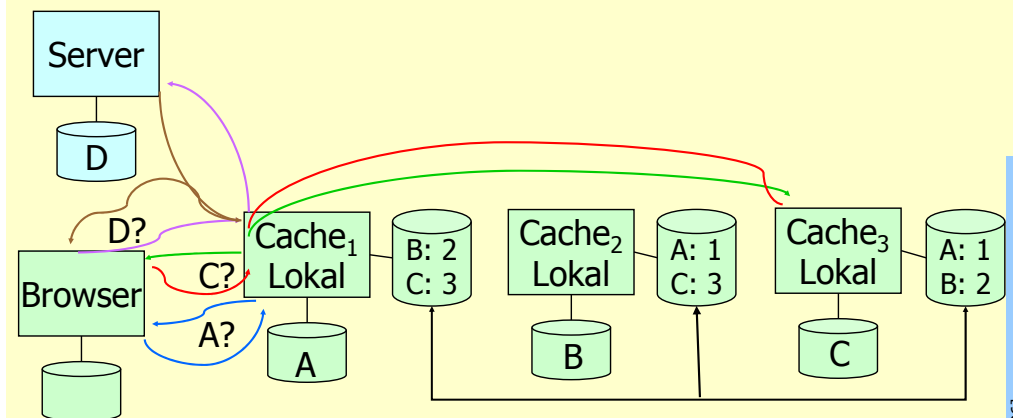 Server
D
D?
Browser
C?
A?
Cache₁
Lokal
A
B: 2
C: 3
Cache₂
Lokal
B
A: 1
C: 3
Cache₃
Lokal
C
A: 1
B: 2